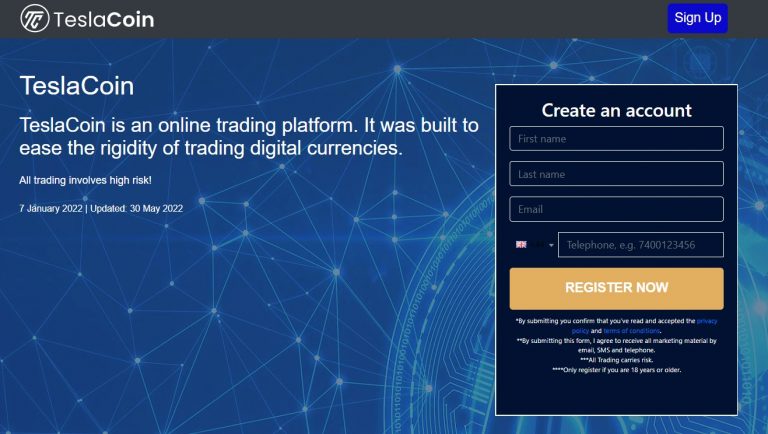 TeslaCoin
Sign Up
TeslaCoin
TeslaCoin is an online trading platform. It was built to
ease the rigidity of trading digital currencies.
All trading involves high risk!
7 January 2022 | Updated: 30 May 2022
Create an account
First name
Last name
Email
Telephone, e.g. 7400123456
REGISTER NOW
*By submitting you confirm that you've read and accepted the privacy
policy and terms of conditions.
**By submitting this form, I agree to receive all marketing material by
email, SMS and telephone.
***All Trading carries risk.
****Only register if you are 18 years or older.